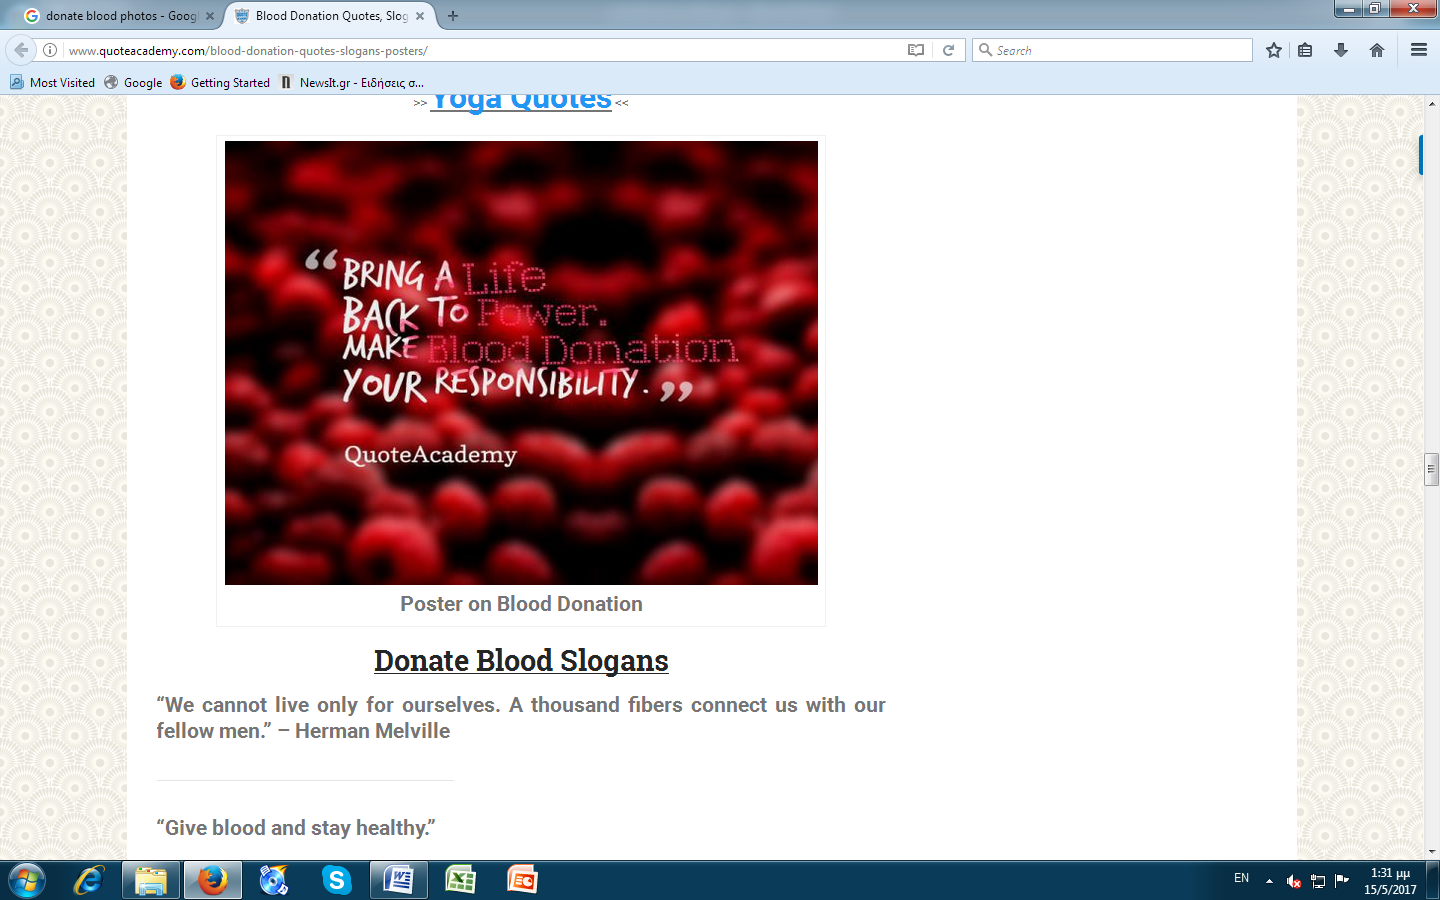 donate blood photos - Goog
Blood Donation Quotes, Slog
www.quoteacademy.com/blood-donation-quotes-slogans-posters/
Search
Most Visited
Google
Getting Started
NewsIt.gr - Ειδήσεις σ...
>> Yoga Quotes <<
“BRING A Life
BACK TO Power.
MAKE Blood Donation
YOUR RESPONSIBILITY.”
QuoteAcademy
Poster on Blood Donation
Donate Blood Slogans
“We cannot live only for ourselves. A thousand fibers connect us with our
fellow men.” – Herman Melville
“Give blood and stay healthy.”
EN
1:31 μμ
15/5/2017